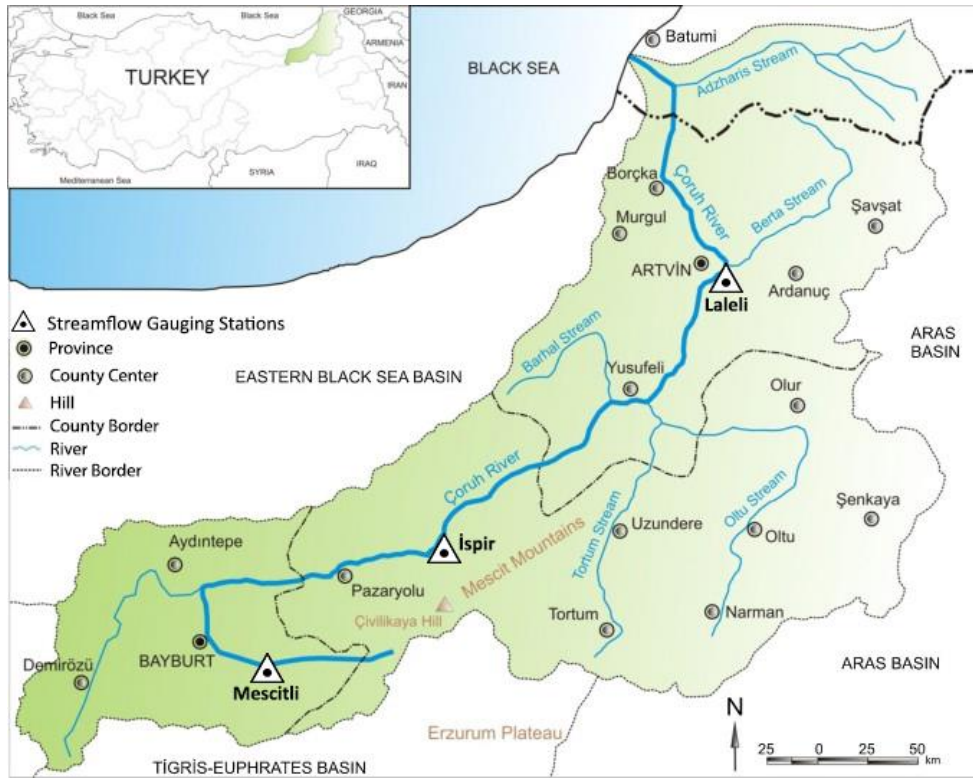 Black Sea
GEORGIA
ARMENIA
IRAN
TURKEY
Mediterranean Sea
SYRIA
IRAQ
BLACK SEA
Batumi
Adzharis Stream
Borçka
Çoruh River
Berta Stream
Murgul
Şavşat
ARTVİN
Ardanuç
Laleli
Streamflow Gauging Stations
Province
County Center
Hill
County Border
River
River Border
EASTERN BLACK SEA BASIN
Barhal Stream
Yusufeli
Olur
ARAS
BASIN
Çoruh River
Tortum Stream
Oltu Stream
Şenkaya
Uzundere
Oltu
Aydıntepe
İspir
Mescit Mountains
Pazaryolu
Çivilikaya Hill
Tortum
Narman
BAYBURT
Demirözü
Mescitli
ARAS BASIN
Erzurum Plateau
TİGRIS-EUPHRATES BASIN
N
25 0 25 50
km